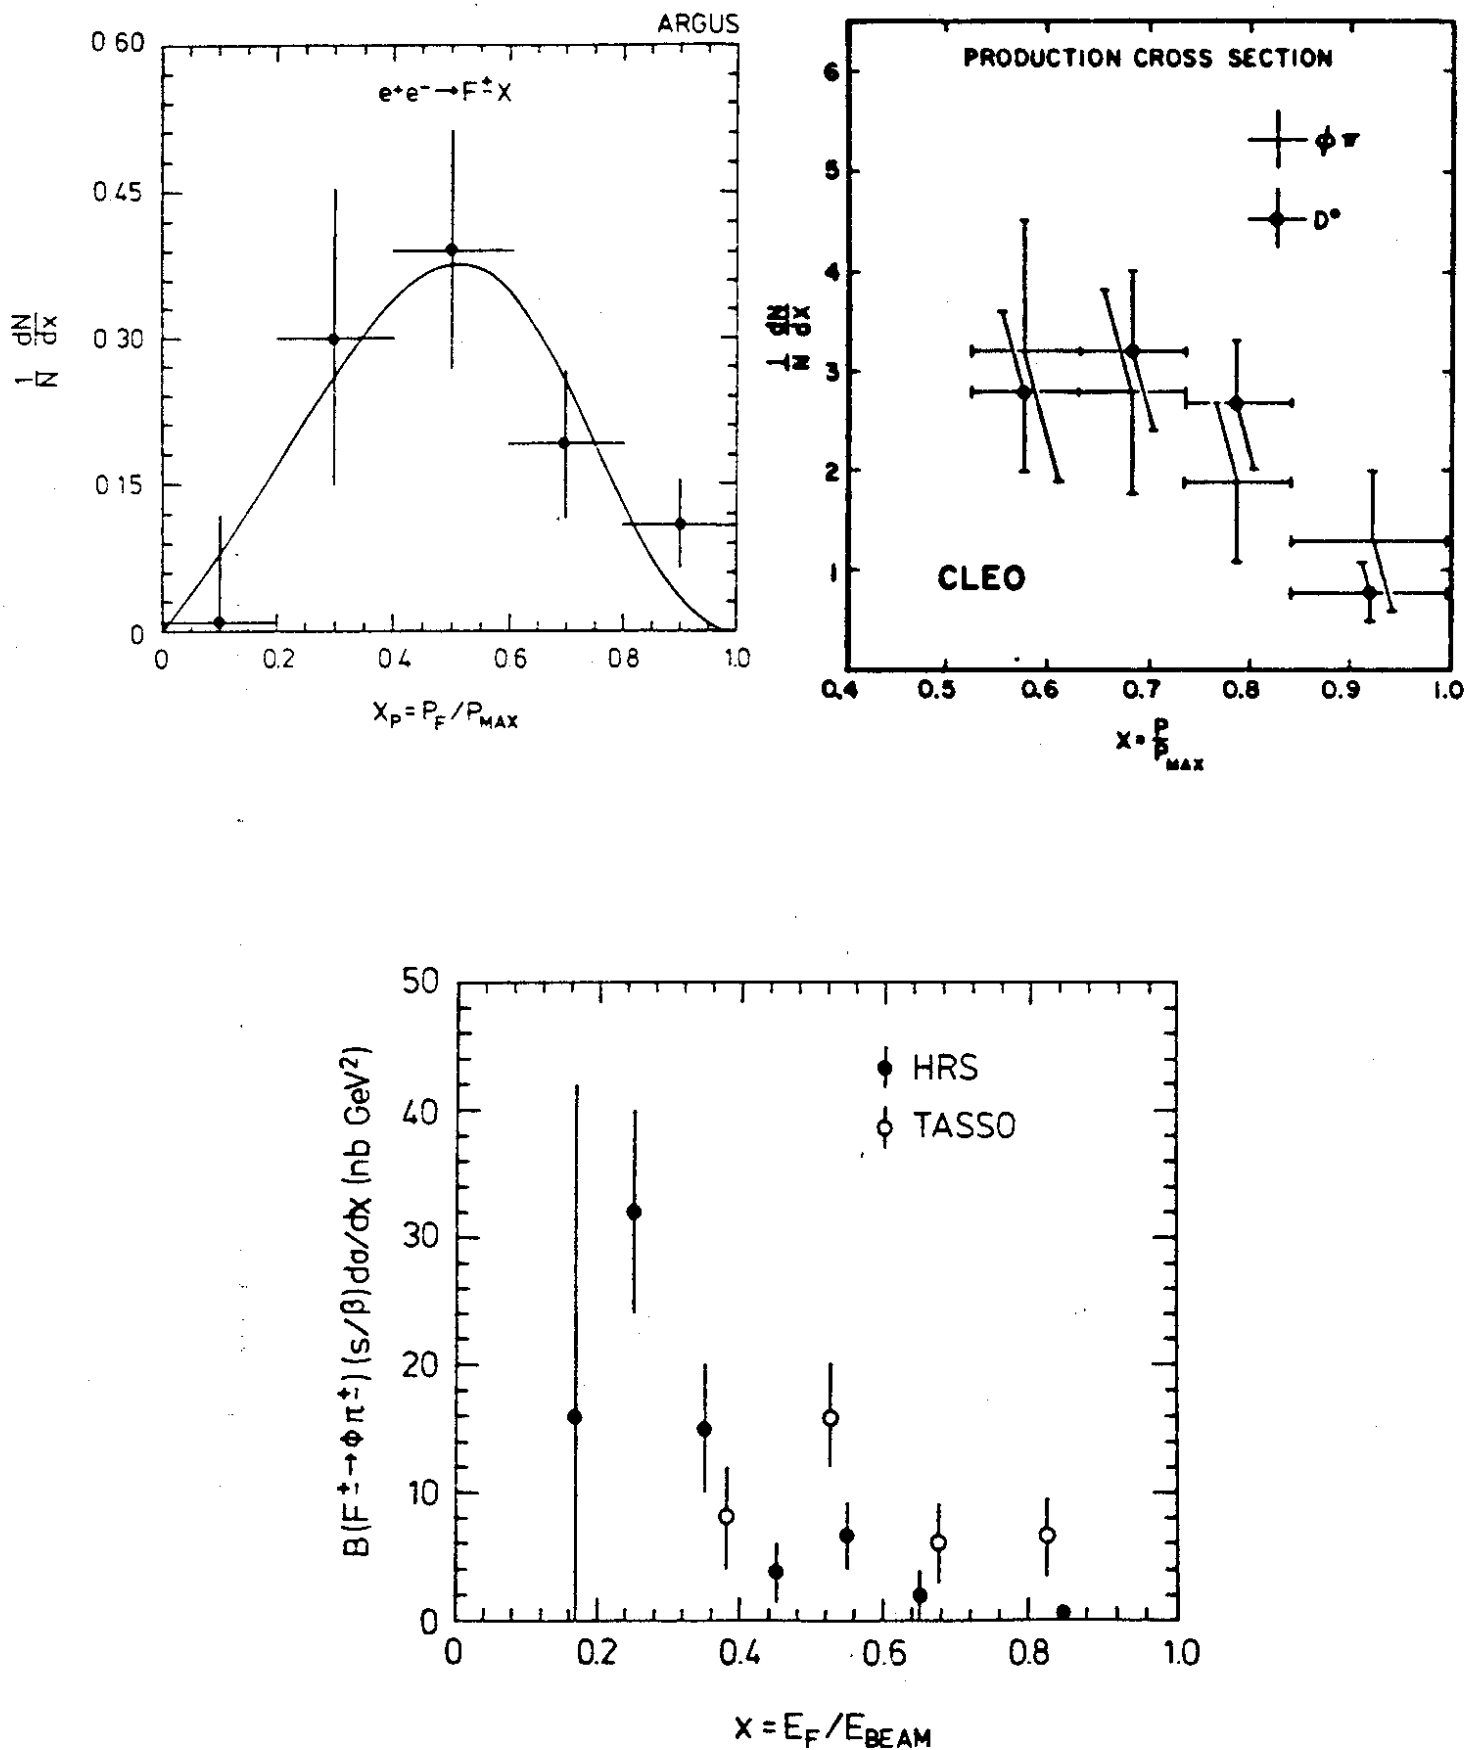 ARGUS
e⁺e⁻→F±X
0 60
0 45
0 30
0 15
0
1/N dN/dx
0 0.2 0 4 0.6 0.8 1.0
X_P = P_F / P_MAX
PRODUCTION CROSS SECTION
ϕ π
D°
6
5
4
3
2
1
1/N dN/dX
CLEO
0.4 0.5 0.6 0.7 0.8 0.9 1.0
X = P/P_MAX
50
40
30
20
10
0
HRS
TASSO
B(F±→ϕπ±)(s/β)dσ/dx (nb GeV²)
0 0.2 0.4 0.6 0.8 1.0
x = E_F / E_BEAM